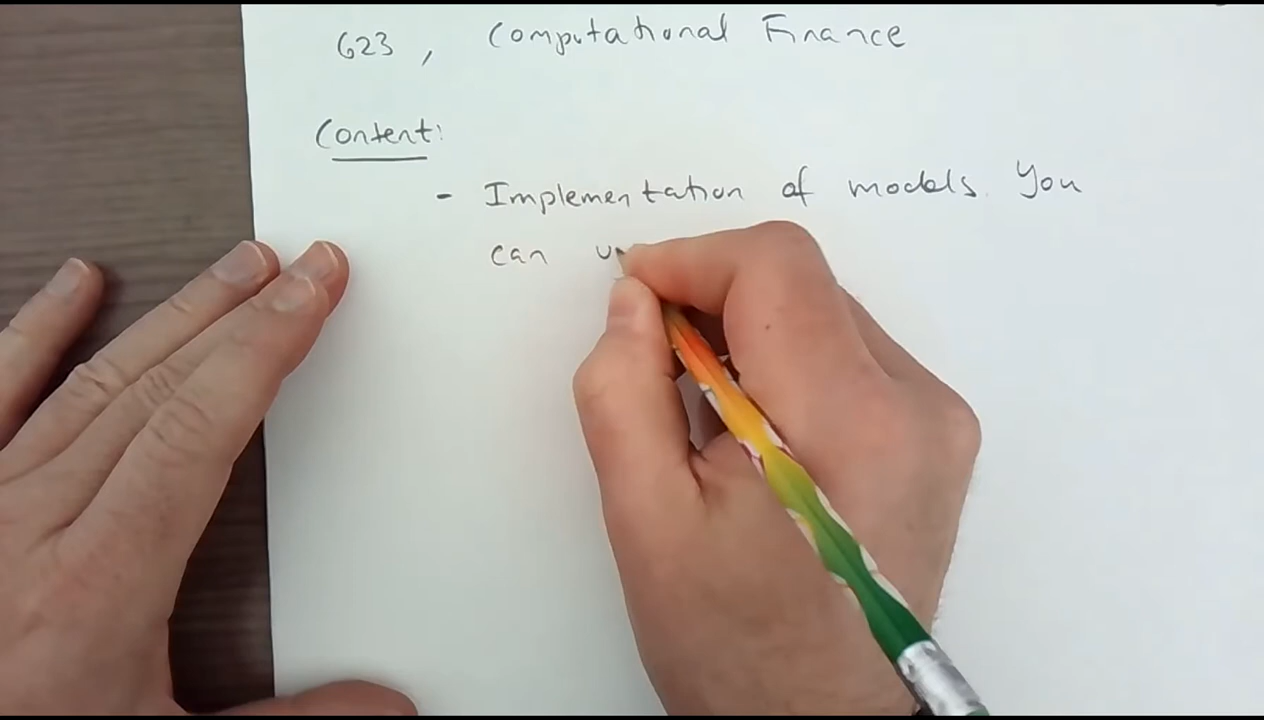 623, Computational Finance
Content:
- Implementation of models. You
can u